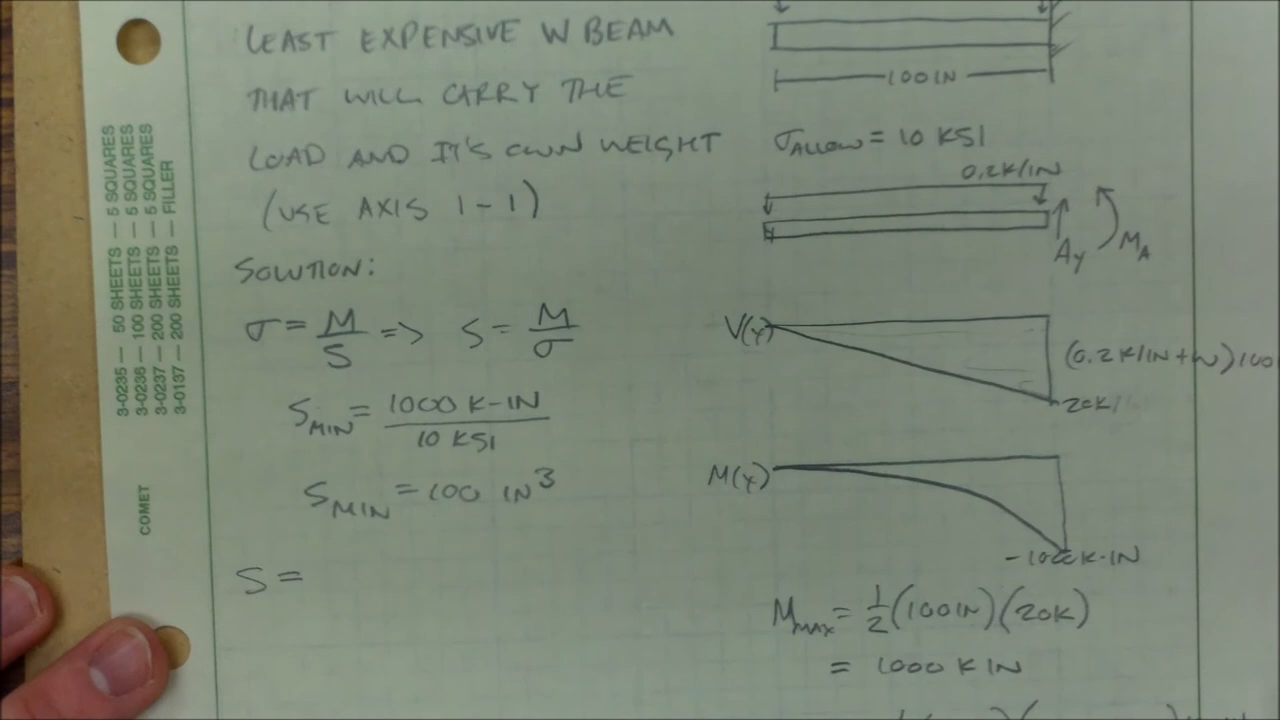 LEAST EXPENSIVE W BEAM
THAT WILL CARRY THE
LOAD AND IT'S OWN WEIGHT
(USE AXIS 1-1)
SOLUTION:
σ = M/S => S = M/σ
S_MIN = 1000 K-IN / 10 KSI
S_MIN = 100 IN³
S =
100 IN
σ_ALLOW = 10 KSI
0.2K/IN
A_Y M_A
V(Y)
(0.2K/IN+W)100
-20K
M(Y)
-1000K-IN
M_MAX = 1/2 (100 IN)(20K)
= 1000 K IN
3-0235 — 50 SHEETS — 5 SQUARES
3-0236 — 100 SHEETS — 5 SQUARES
3-0237 — 200 SHEETS — 5 SQUARES
3-0137 — 200 SHEETS — FILLER
COMET